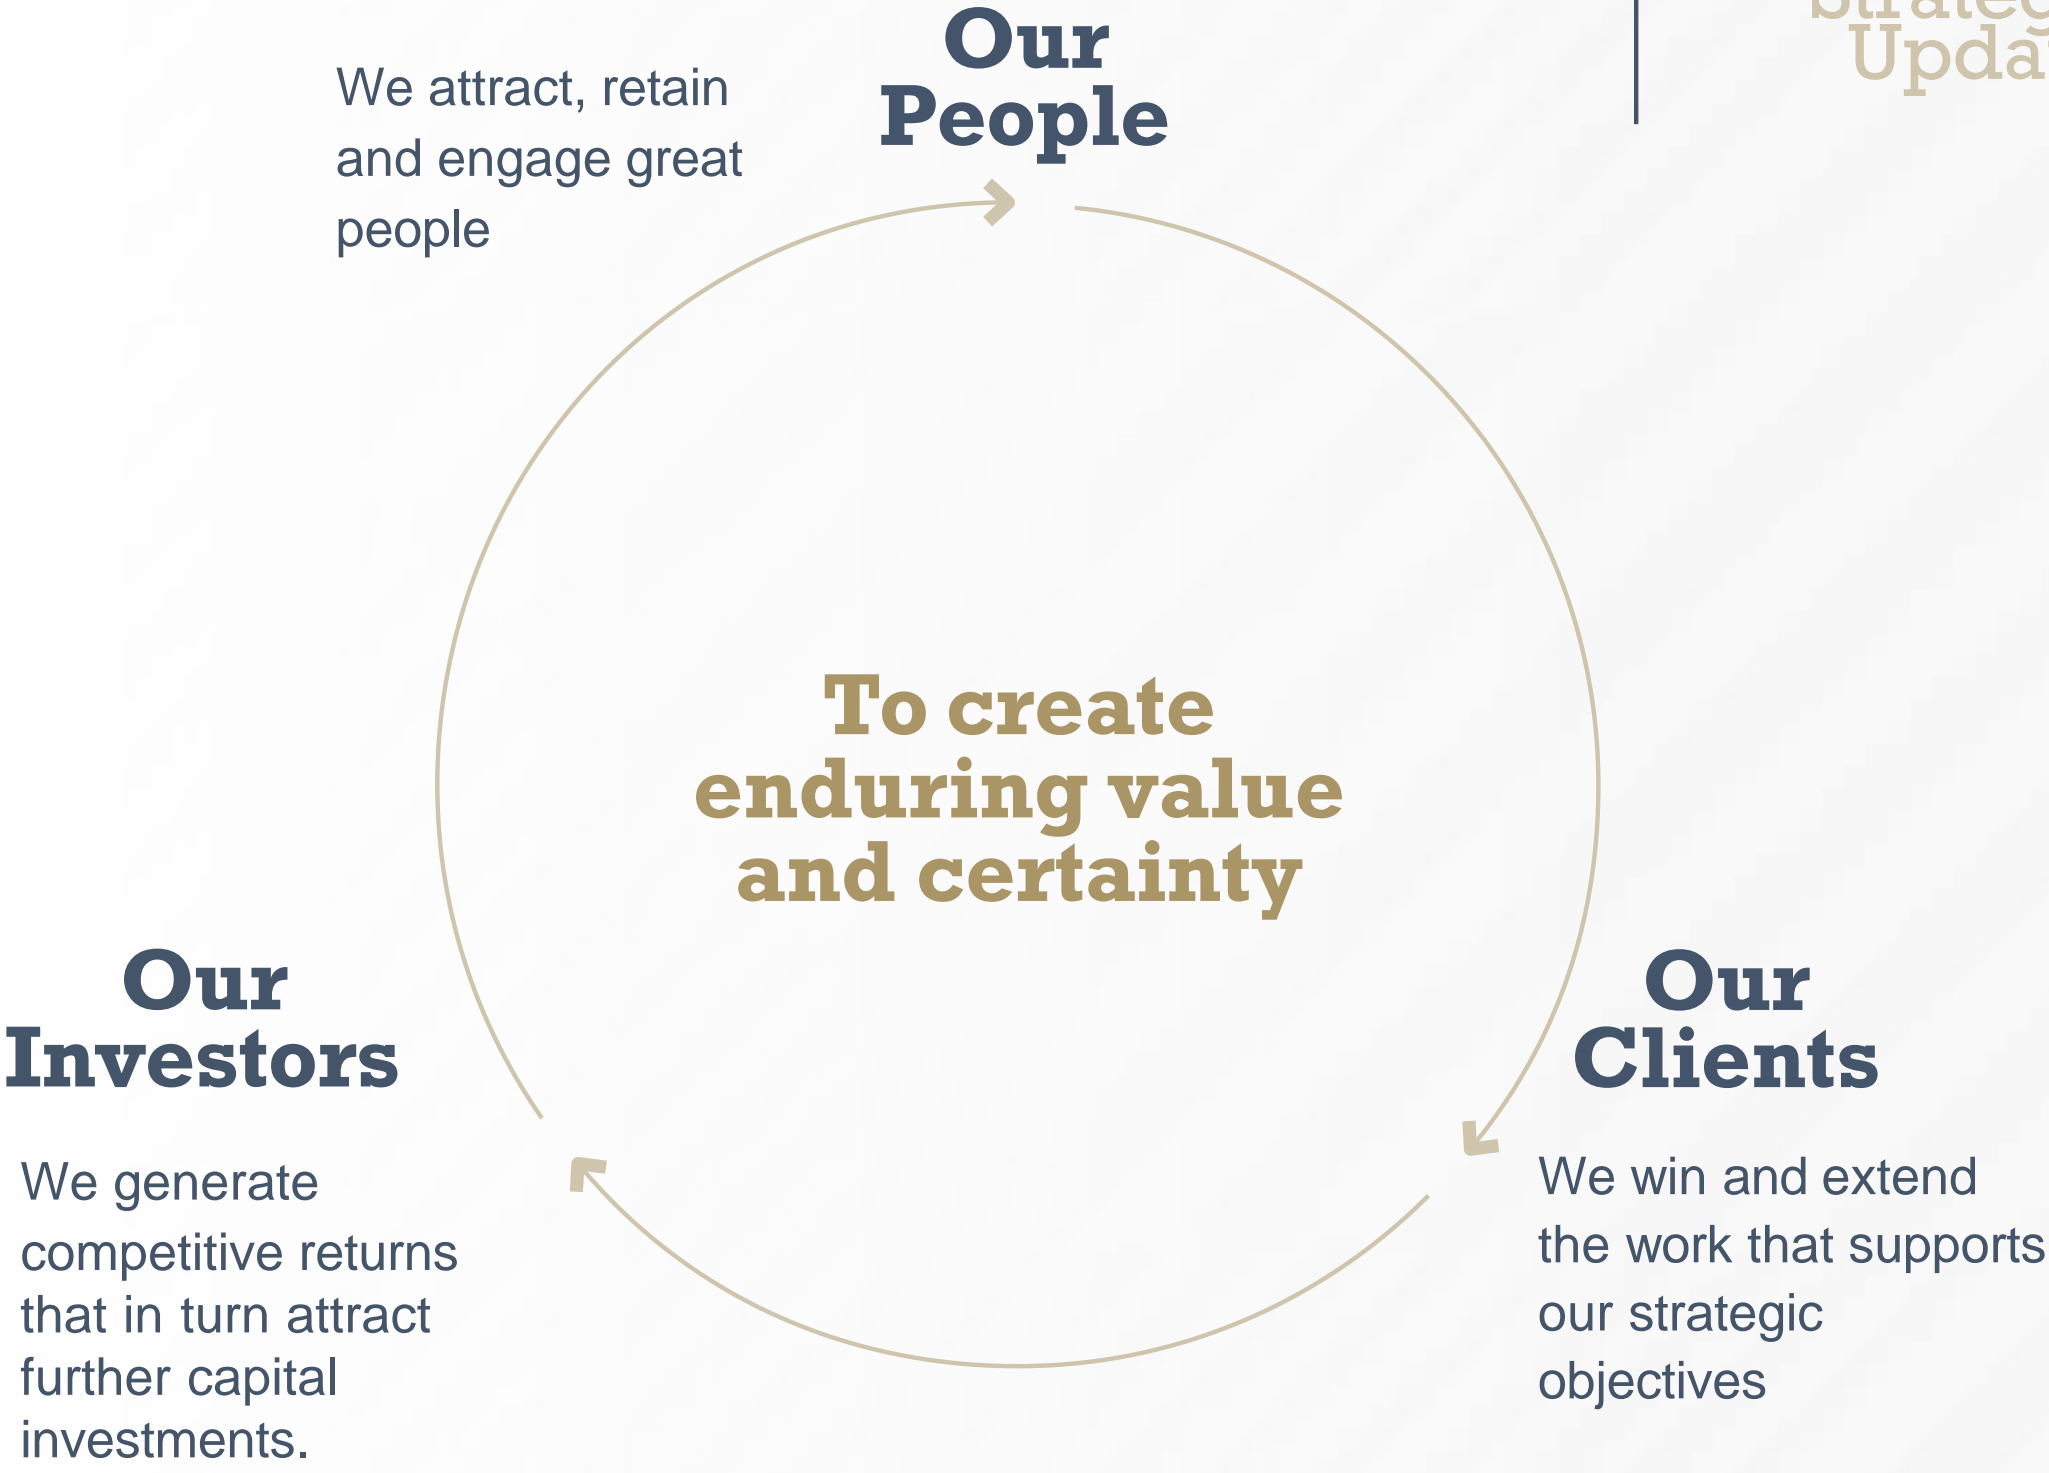 Our
People
We attract, retain
and engage great
people
To create
enduring value
and certainty
Our
Investors
We generate
competitive returns
that in turn attract
further capital
investments.
Our
Clients
We win and extend
the work that supports
our strategic
objectives